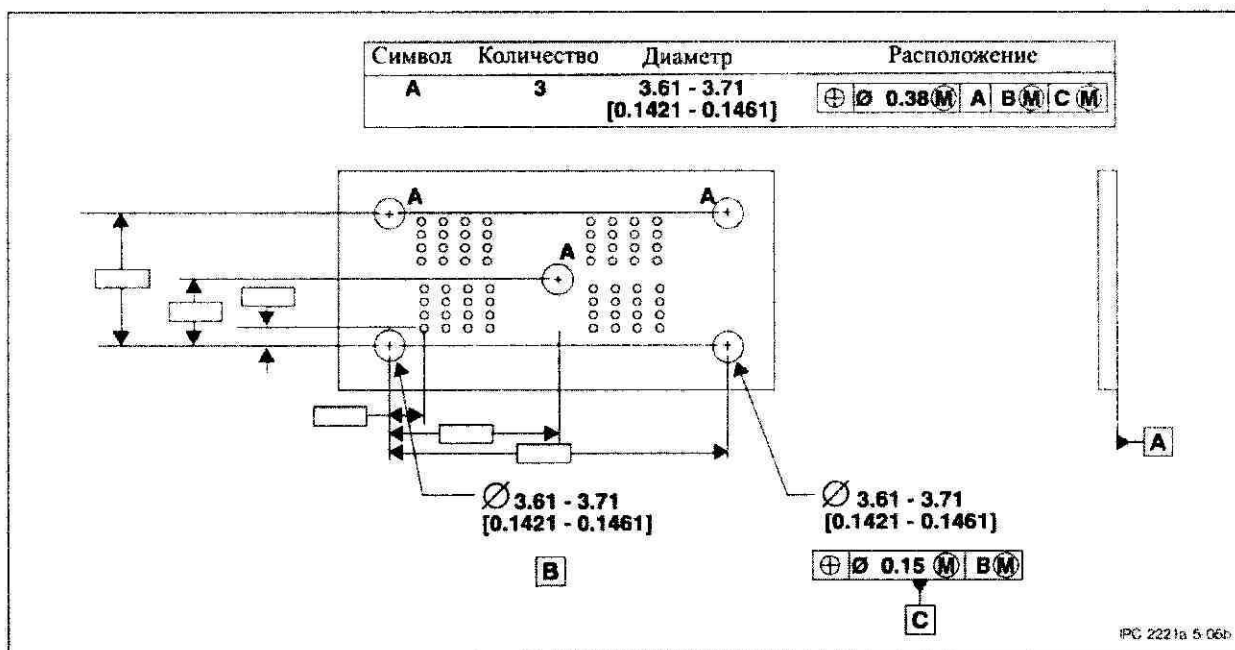 Символ Количество Диаметр Расположение
A 3 3.61 - 3.71 ⌖ Ø 0.38 Ⓜ A B Ⓜ C Ⓜ
[0.1421 - 0.1461]
A A
A
A
Ø 3.61 - 3.71
[0.1421 - 0.1461]
B
Ø 3.61 - 3.71
[0.1421 - 0.1461]
⌖ Ø 0.15 Ⓜ B Ⓜ
C
IPC 2221a 5-06b